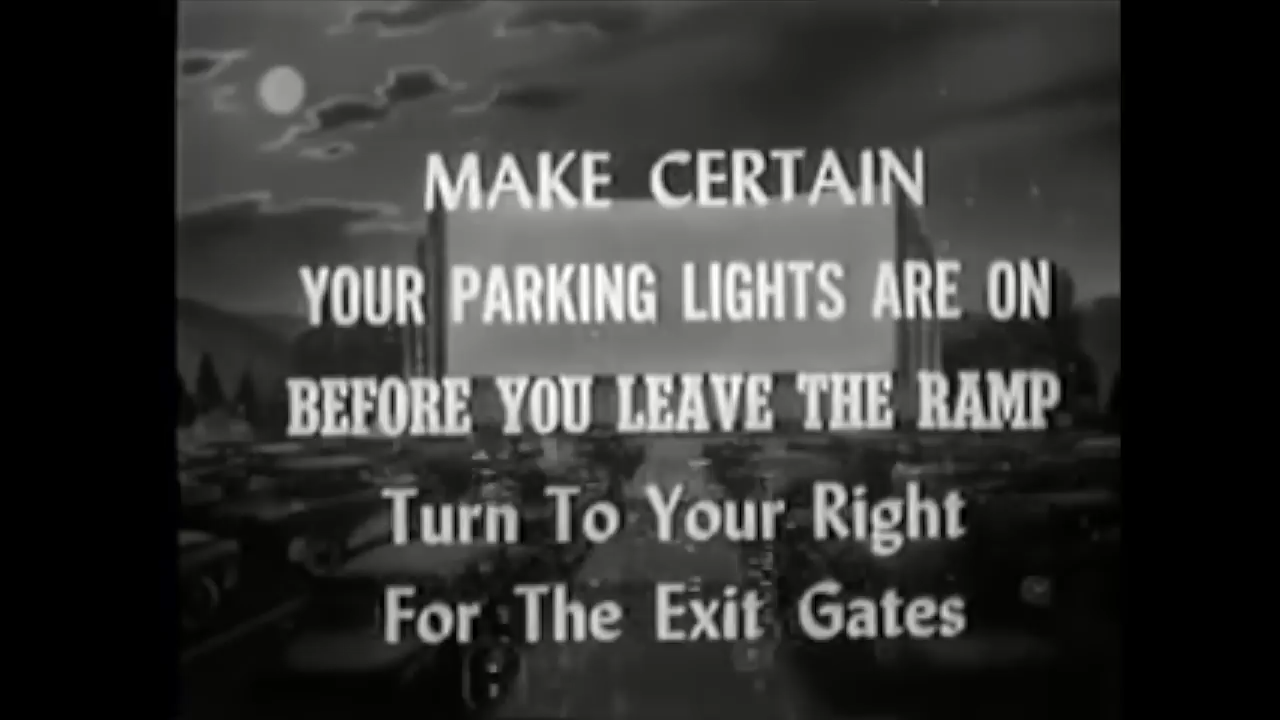 MAKE CERTAIN
YOUR PARKING LIGHTS ARE ON
BEFORE YOU LEAVE THE RAMP
Turn To Your Right
For The Exit Gates